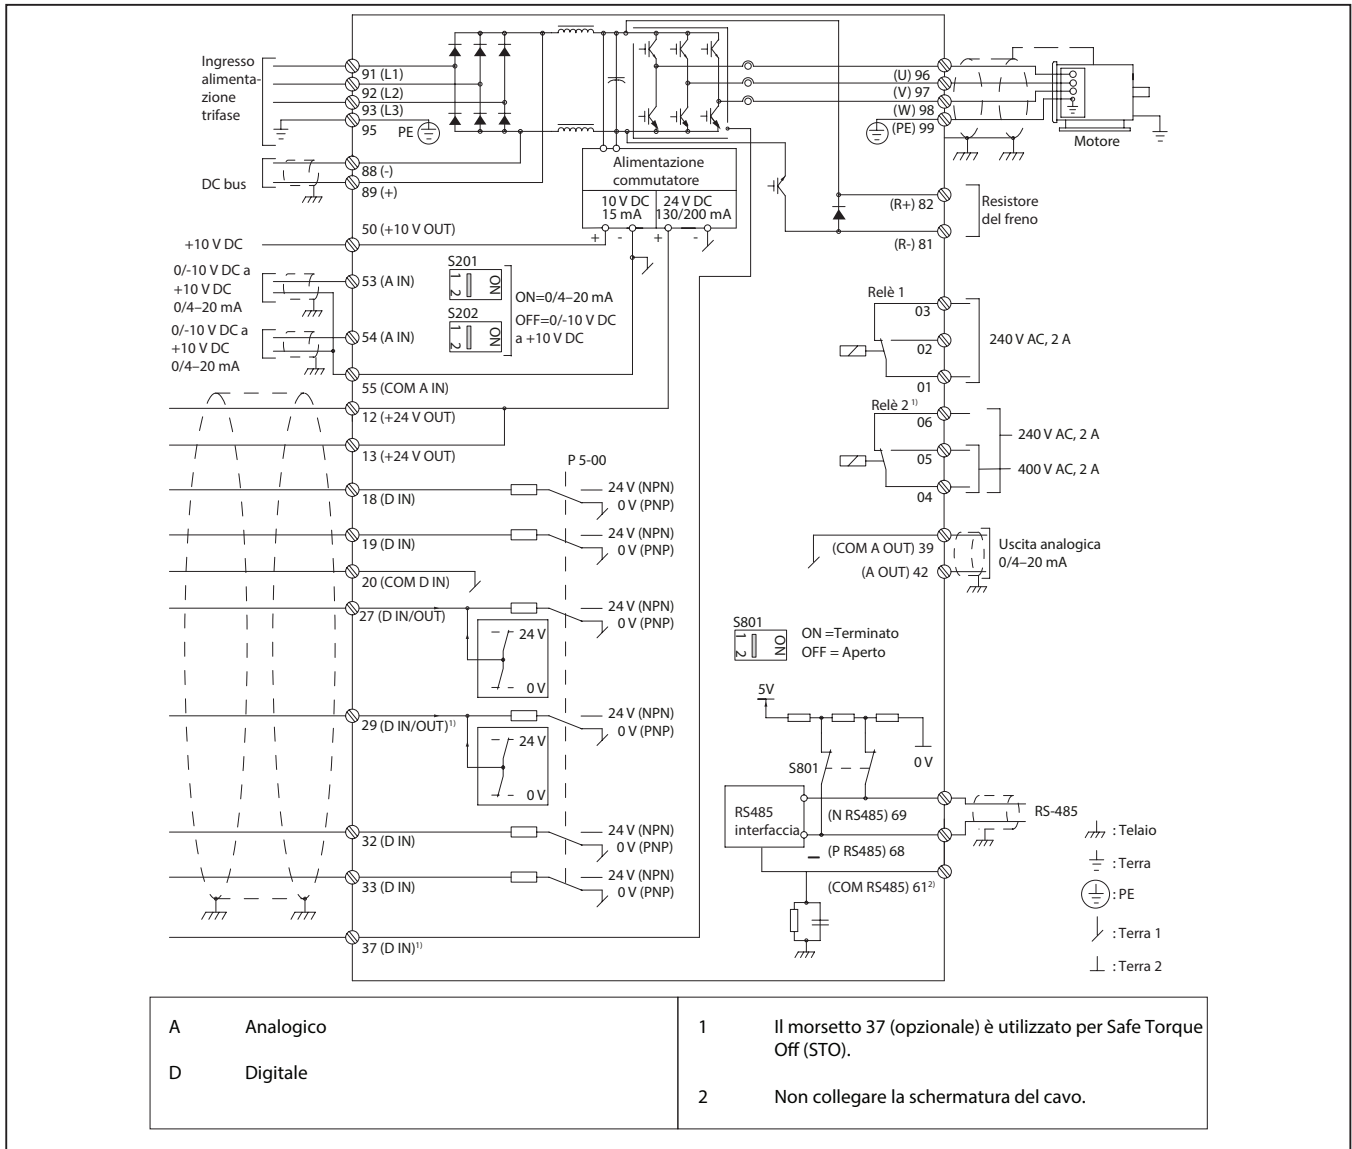 Ingresso
alimenta-
zione
trifase
91 (L1)
92 (L2)
93 (L3)
95
PE
DC bus
88 (-)
89 (+)
+10 V DC
50 (+10 V OUT)
0/-10 V DC a
+10 V DC
0/4–20 mA
53 (A IN)
0/-10 V DC a
+10 V DC
0/4–20 mA
54 (A IN)
55 (COM A IN)
12 (+24 V OUT)
13 (+24 V OUT)
18 (D IN)
19 (D IN)
20 (COM D IN)
27 (D IN/OUT)
29 (D IN/OUT)¹⁾
32 (D IN)
33 (D IN)
37 (D IN)¹⁾
S201
1 2
ON
S202
1 2
ON
ON=0/4–20 mA
OFF=0/-10 V DC
a +10 V DC
Alimentazione
commutatore
10 V DC
15 mA
24 V DC
130/200 mA
+ - + -
P 5-00
24 V (NPN)
0 V (PNP)
24 V (NPN)
0 V (PNP)
24 V (NPN)
0 V (PNP)
24 V
0 V
24 V (NPN)
0 V (PNP)
24 V
0 V
24 V (NPN)
0 V (PNP)
24 V (NPN)
0 V (PNP)
(U) 96
(V) 97
(W) 98
(PE) 99
Motore
(R+) 82
(R-) 81
Resistore
del freno
Relè 1
03
02
01
240 V AC, 2 A
Relè 2 ¹⁾
06
05
04
240 V AC, 2 A
400 V AC, 2 A
(COM A OUT) 39
(A OUT) 42
Uscita analogica
0/4–20 mA
S801
1 2
ON
ON =Terminato
OFF = Aperto
5V
0 V
S801
RS485
interfaccia
(N RS485) 69
(P RS485) 68
(COM RS485) 61²⁾
RS-485
: Telaio
: Terra
: PE
: Terra 1
: Terra 2
A Analogico
D Digitale
1 Il morsetto 37 (opzionale) è utilizzato per Safe Torque
Off (STO).
2 Non collegare la schermatura del cavo.